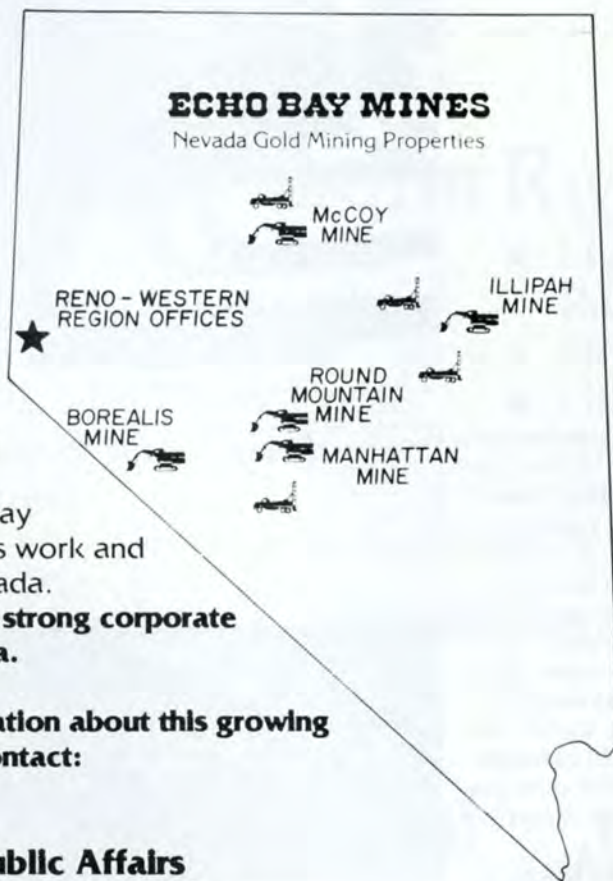 ECHO BAY MINES
Nevada Gold Mining Properties
McCOY
MINE
ILLIPAH
MINE
RENO - WESTERN
REGION OFFICES
ROUND
MOUNTAIN
MINE
BOREALIS
MINE
MANHATTAN
MINE
ay
s work and
ada.
strong corporate
a.
ation about this growing
ontact:
ublic Affairs